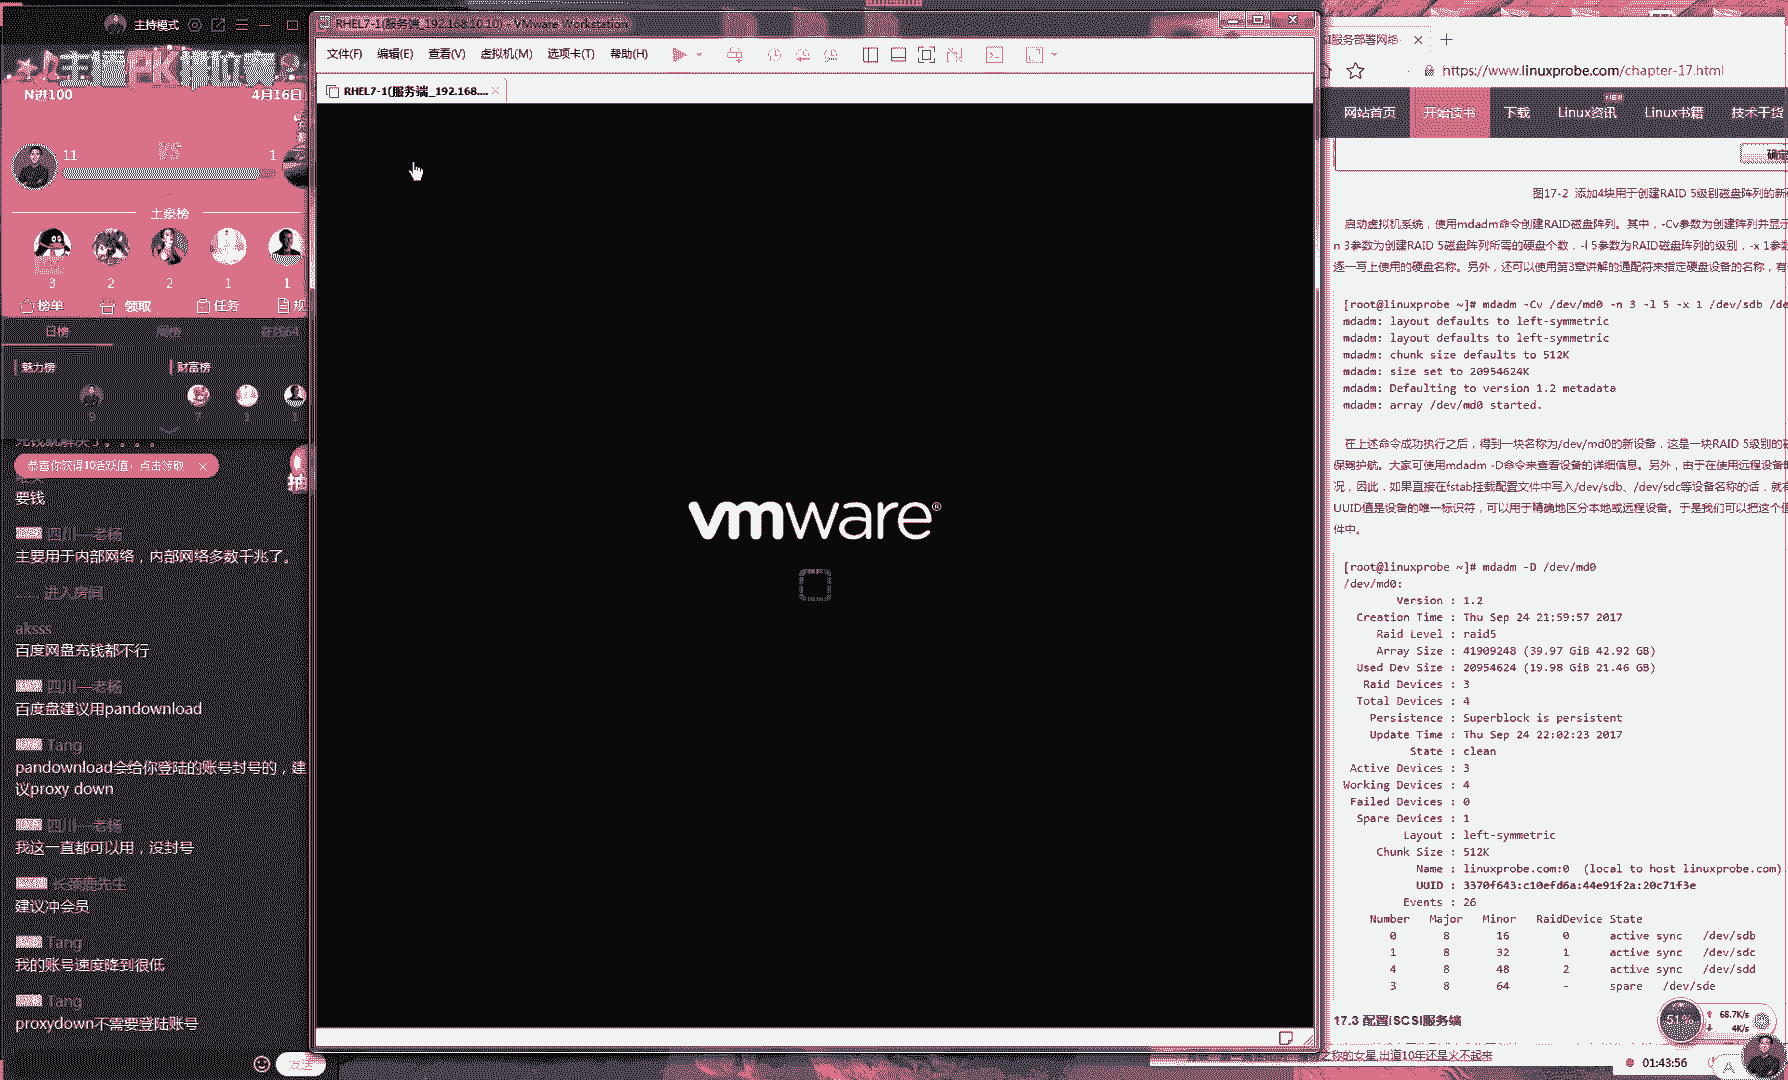 主持模式
N进100
4月16日
11
VS
1
土豪榜
3
2
2
1
1
榜单
领取
任务
日榜
周榜
在线64
魅力榜
财富榜
9
7
1
1
恭喜你获得10活跃值,点击领取
要钱
四川—老杨
主要用于内部网络，内部网络多数千兆了。
进入房间
aksss
百度网盘充钱都不行
四川—老杨
百度盘建议用pandownload
Tang
pandownload会给你登陆的账号封号的，建
议proxy down
四川—老杨
我这一直都可以用，没封号
长颈鹿先生
建议冲会员
Tang
我的账号速度降到很低
Tang
proxydown不需要登陆账号
发送
RHEL7-1(服务端_192.168.10.10) - VMware Workstation
文件(F)
编辑(E)
查看(V)
虚拟机(M)
选项卡(T)
帮助(H)
RHEL7-1(服务端_192.168....
vmware
服务部署网络
https://www.linuxprobe.com/chapter-17.html
网站首页
开始读书
下载
Linux资讯
NEW
Linux书籍
技术干货
确定
图17-2 添加4块用于创建RAID 5级别磁盘阵列的新
启动虚拟机系统，使用mdadm命令创建RAID磁盘阵列。其中，-Cv参数为创建阵列并显示
n 3参数为创建RAID 5磁盘阵列所需的硬盘个数，-l 5参数为RAID磁盘阵列的级别，-x 1参数
逐一写上使用的硬盘名称。另外，还可以使用第3章讲解的通配符来指定硬盘设备的名称，有
[root@linuxprobe ~]# mdadm -Cv /dev/md0 -n 3 -l 5 -x 1 /dev/sdb /de
mdadm: layout defaults to left-symmetric
mdadm: layout defaults to left-symmetric
mdadm: chunk size defaults to 512K
mdadm: size set to 20954624K
mdadm: Defaulting to version 1.2 metadata
mdadm: array /dev/md0 started.
在上述命令成功执行之后，得到一块名称为/dev/md0的新设备，这是一块RAID 5级别的
保驾护航。大家可使用mdadm -D命令来查看设备的详细信息。另外，由于在使用远程设备
况，因此，如果直接在fstab挂载配置文件中写入/dev/sdb、/dev/sdc等设备名称的话，就有
UUID值是设备的唯一标识符，可以用于精确地区分本地或远程设备。于是我们可以把这个值
件中。
[root@linuxprobe ~]# mdadm -D /dev/md0
/dev/md0:
Version : 1.2
Creation Time : Thu Sep 24 21:59:57 2017
Raid Level : raid5
Array Size : 41909248 (39.97 GiB 42.92 GB)
Used Dev Size : 20954624 (19.98 GiB 21.46 GB)
Raid Devices : 3
Total Devices : 4
Persistence : Superblock is persistent
Update Time : Thu Sep 24 22:02:23 2017
State : clean
Active Devices : 3
Working Devices : 4
Failed Devices : 0
Spare Devices : 1
Layout : left-symmetric
Chunk Size : 512K
Name : linuxprobe.com:0 (local to host linuxprobe.com)
UUID : 3370f643:c10efd6a:44e91f2a:20c71f3e
Events : 26
Number Major Minor RaidDevice State
0 8 16 0 active sync /dev/sdb
1 8 32 1 active sync /dev/sdc
4 8 48 2 active sync /dev/sdd
3 8 64 - spare /dev/sde
17.3 配置iSCSI服务端
51%
68.7K/s
4K/s
之称的女星,出道10年还是火不起来
01:43:56